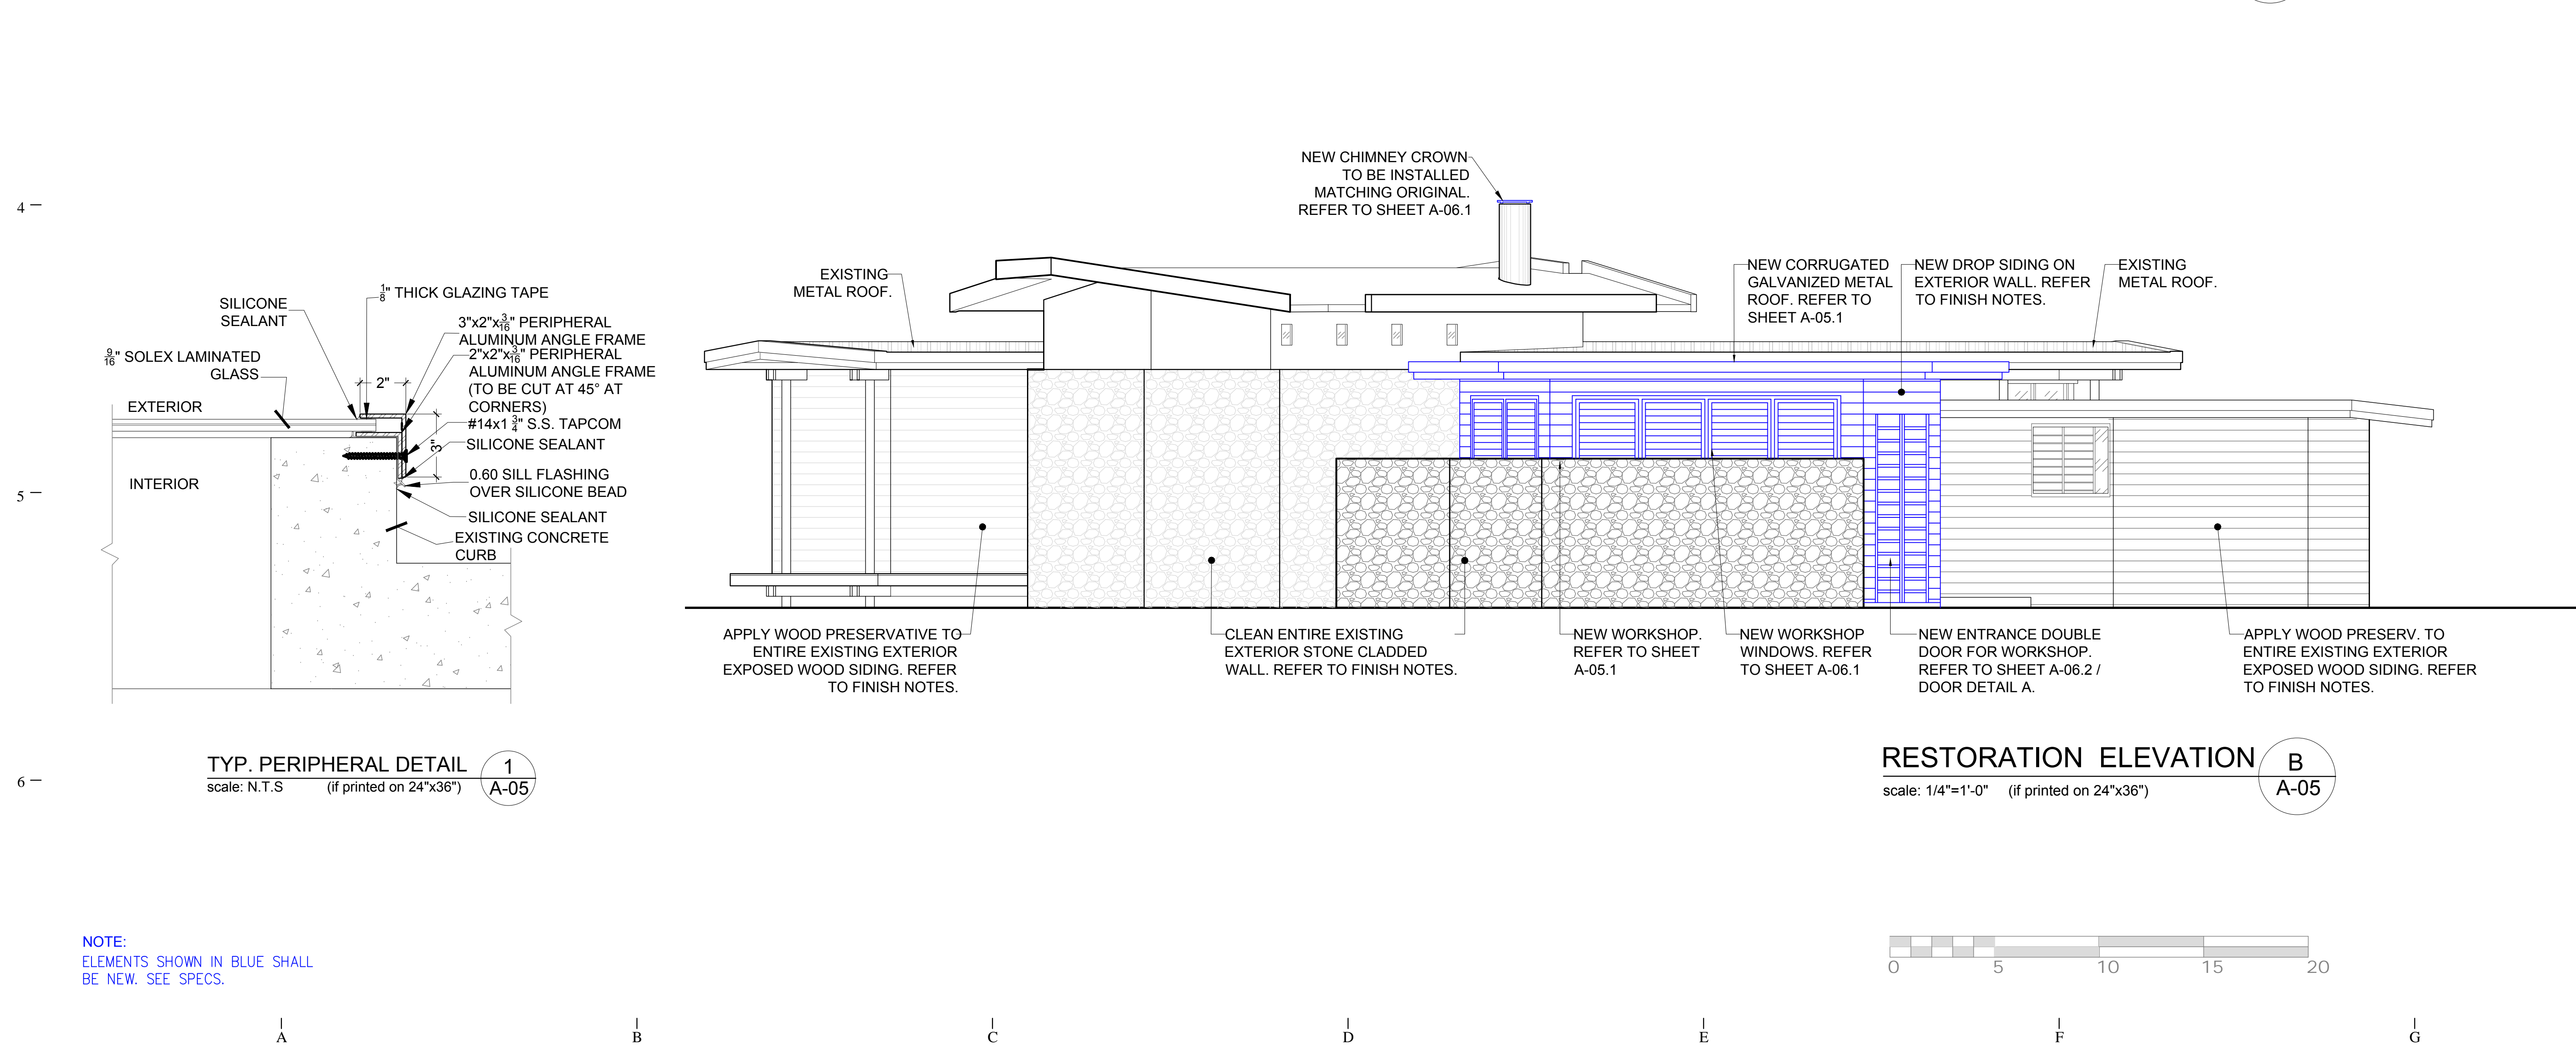 4
5
6
SILICONE
SEALANT
1/8" THICK GLAZING TAPE
9/16" SOLEX LAMINATED
GLASS
3"x2"x3/16" PERIPHERAL
ALUMINUM ANGLE FRAME
2"x2"x3/16" PERIPHERAL
ALUMINUM ANGLE FRAME
(TO BE CUT AT 45° AT
CORNERS)
#14x1 3/4" S.S. TAPCOM
SILICONE SEALANT
0.60 SILL FLASHING
OVER SILICONE BEAD
SILICONE SEALANT
EXISTING CONCRETE
CURB
2"
3"
EXTERIOR
INTERIOR
TYP. PERIPHERAL DETAIL
scale: N.T.S (if printed on 24"x36")
1
A-05
NEW CHIMNEY CROWN
TO BE INSTALLED
MATCHING ORIGINAL.
REFER TO SHEET A-06.1
EXISTING
METAL ROOF.
NEW CORRUGATED
GALVANIZED METAL
ROOF. REFER TO
SHEET A-05.1
NEW DROP SIDING ON
EXTERIOR WALL. REFER
TO FINISH NOTES.
EXISTING
METAL ROOF.
APPLY WOOD PRESERVATIVE TO
ENTIRE EXISTING EXTERIOR
EXPOSED WOOD SIDING. REFER
TO FINISH NOTES.
CLEAN ENTIRE EXISTING
EXTERIOR STONE CLADDED
WALL. REFER TO FINISH NOTES.
NEW WORKSHOP.
REFER TO SHEET
A-05.1
NEW WORKSHOP
WINDOWS. REFER
TO SHEET A-06.1
NEW ENTRANCE DOUBLE
DOOR FOR WORKSHOP.
REFER TO SHEET A-06.2 /
DOOR DETAIL A.
APPLY WOOD PRESERV. TO
ENTIRE EXISTING EXTERIOR
EXPOSED WOOD SIDING. REFER
TO FINISH NOTES.
RESTORATION ELEVATION
scale: 1/4"=1'-0" (if printed on 24"x36")
B
A-05
NOTE:
ELEMENTS SHOWN IN BLUE SHALL
BE NEW. SEE SPECS.
0 5 10 15 20
A B C D E F G